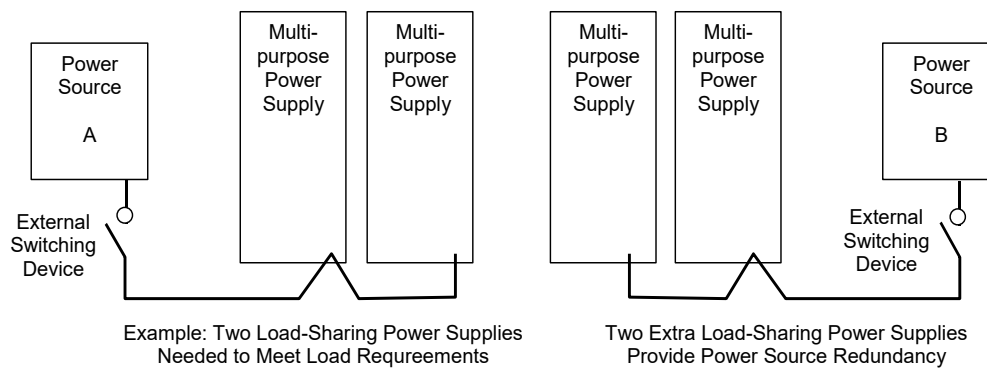 Power
Source
A
External
Switching
Device
Multi-
purpose
Power
Supply
Multi-
purpose
Power
Supply
Example: Two Load-Sharing Power Supplies
Needed to Meet Load Requreements
Multi-
purpose
Power
Supply
Multi-
purpose
Power
Supply
Power
Source
B
External
Switching
Device
Two Extra Load-Sharing Power Supplies
Provide Power Source Redundancy